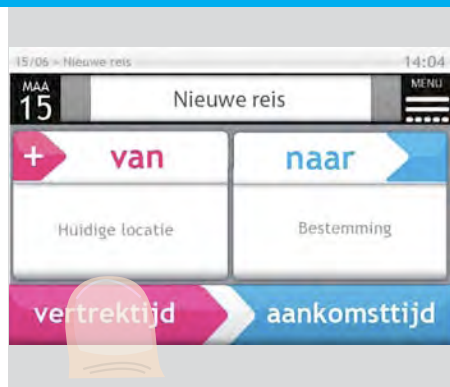 15/06 - Nieuwe reis 14:04
MAA
15
Nieuwe reis
MENU
+ van
naar
Huidige locatie
Bestemming
vertrektijd aankomsttijd